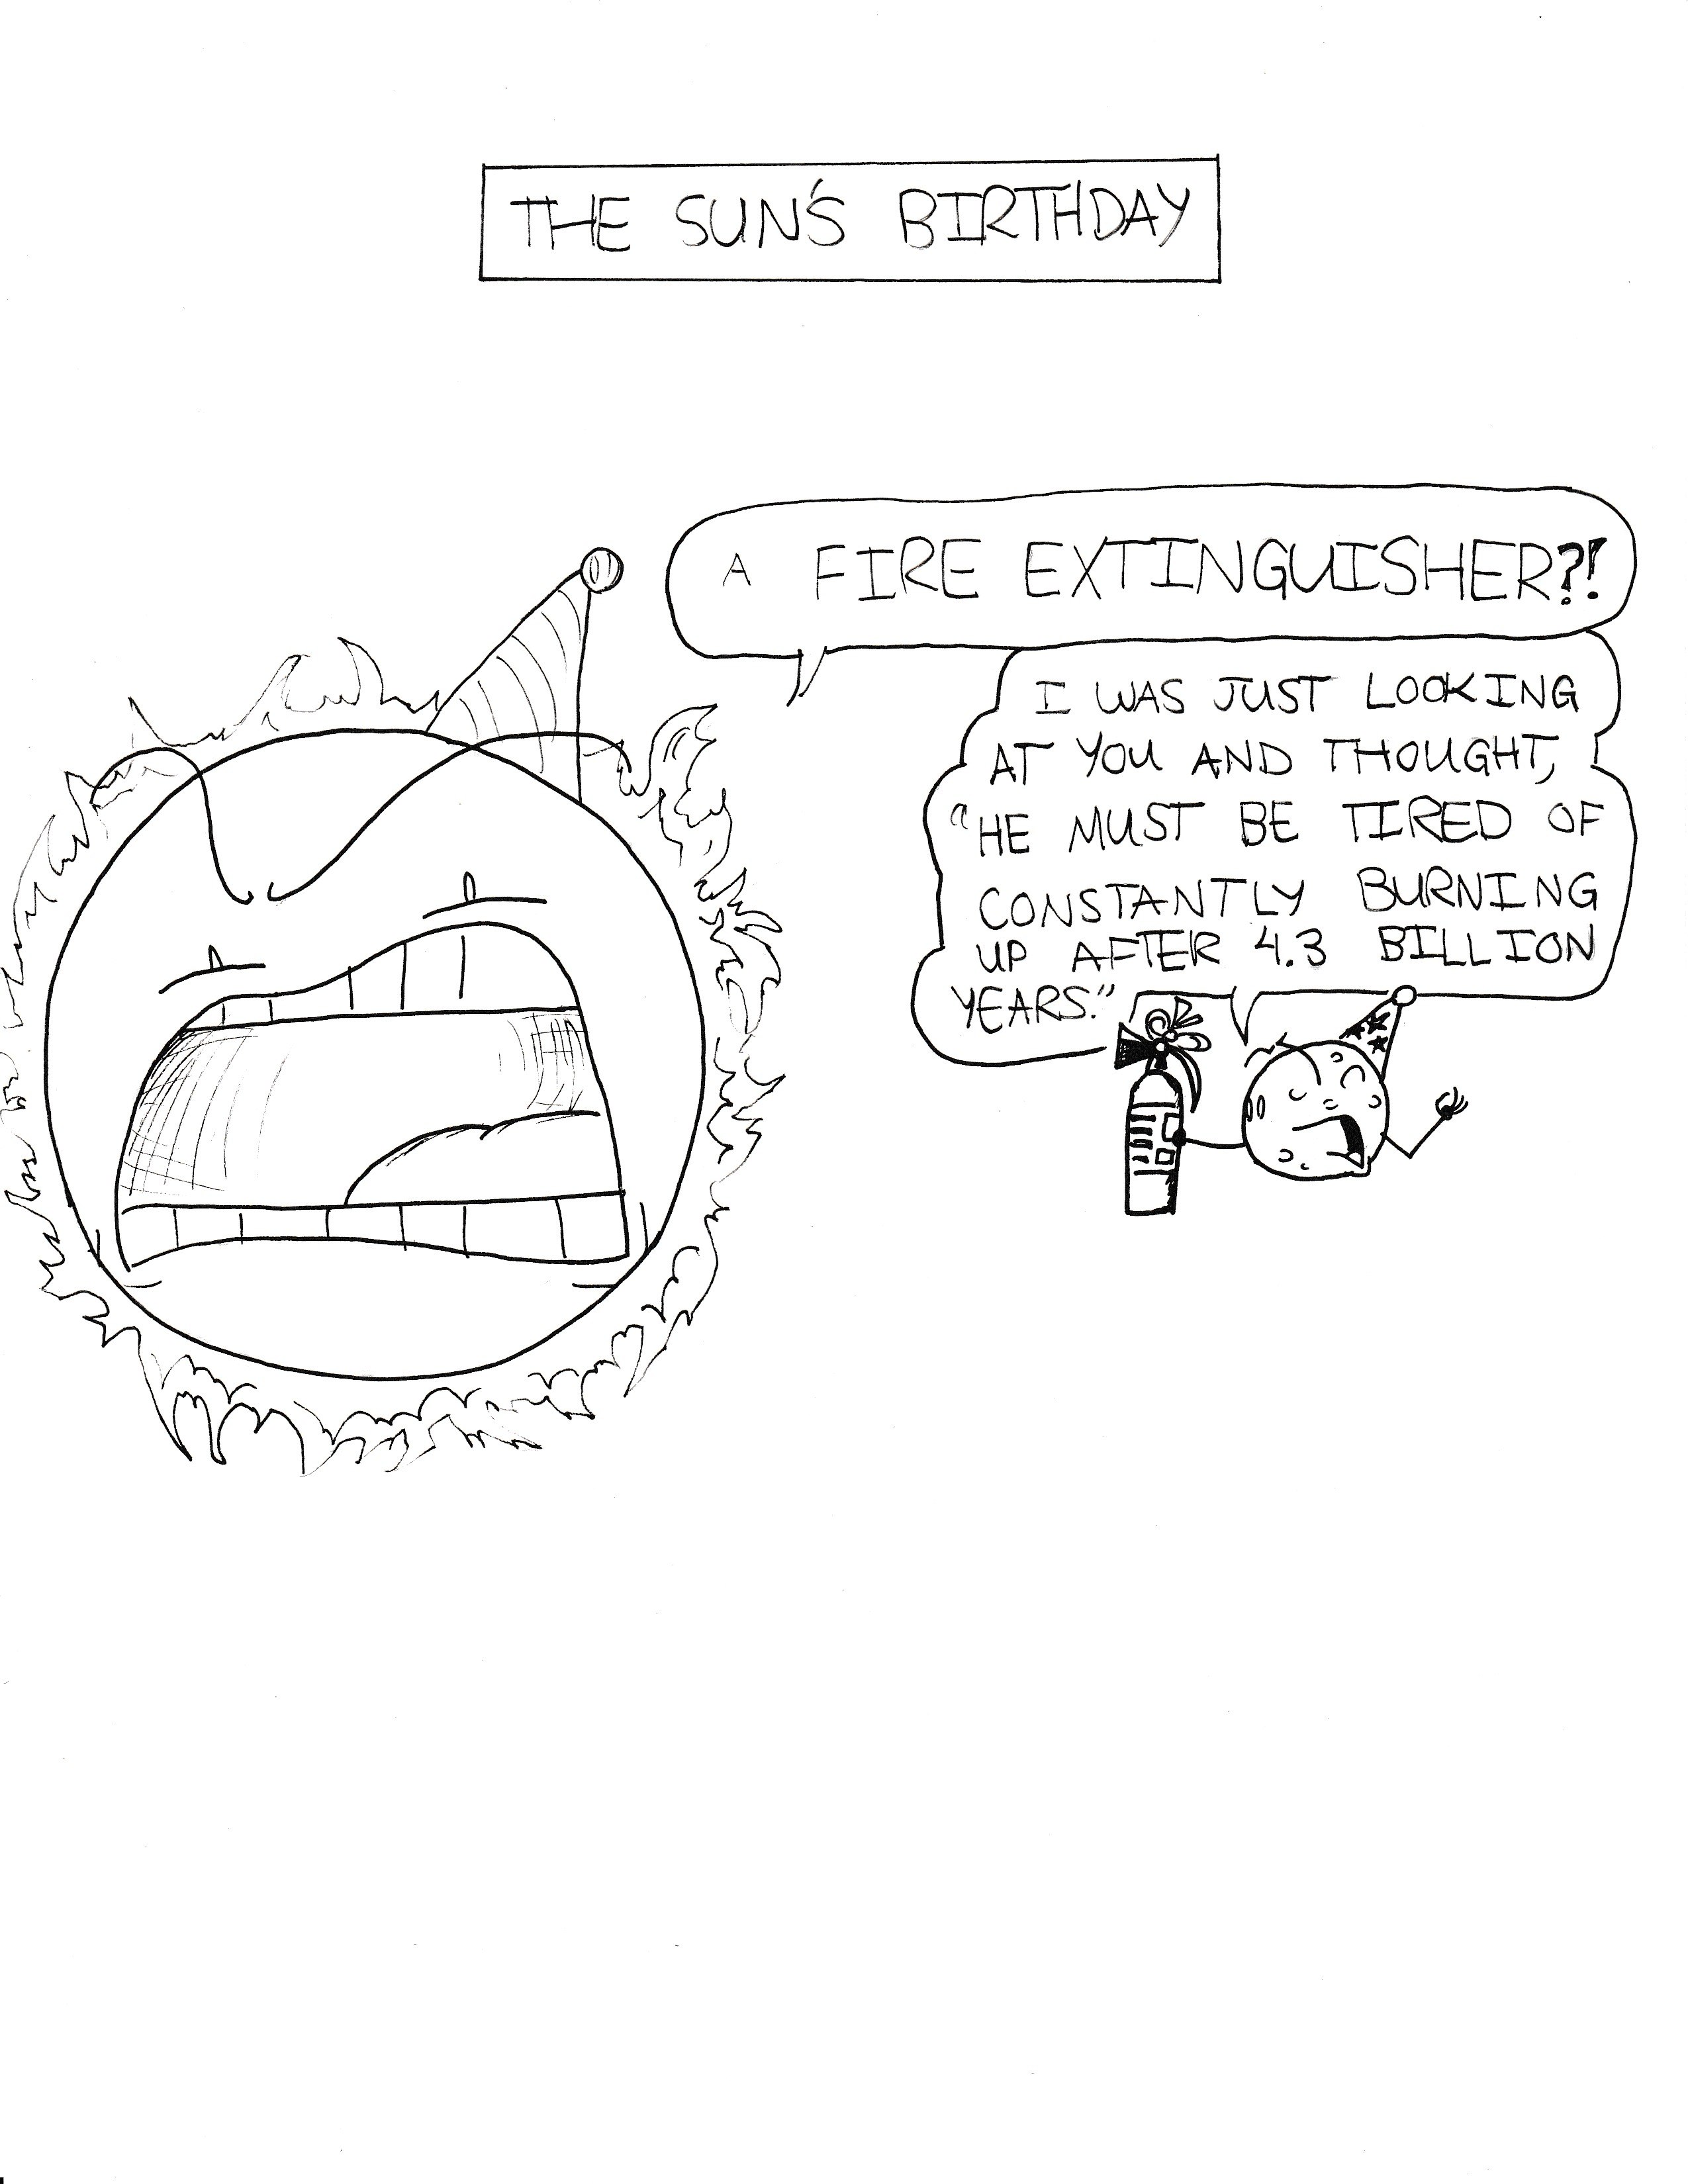 THE SUN'S BIRTHDAY
A FIRE EXTINGUISHER?!
I WAS JUST LOOKING
AT YOU AND THOUGHT,
"HE MUST BE TIRED OF
CONSTANTLY BURNING
UP AFTER 4.3 BILLION
YEARS."